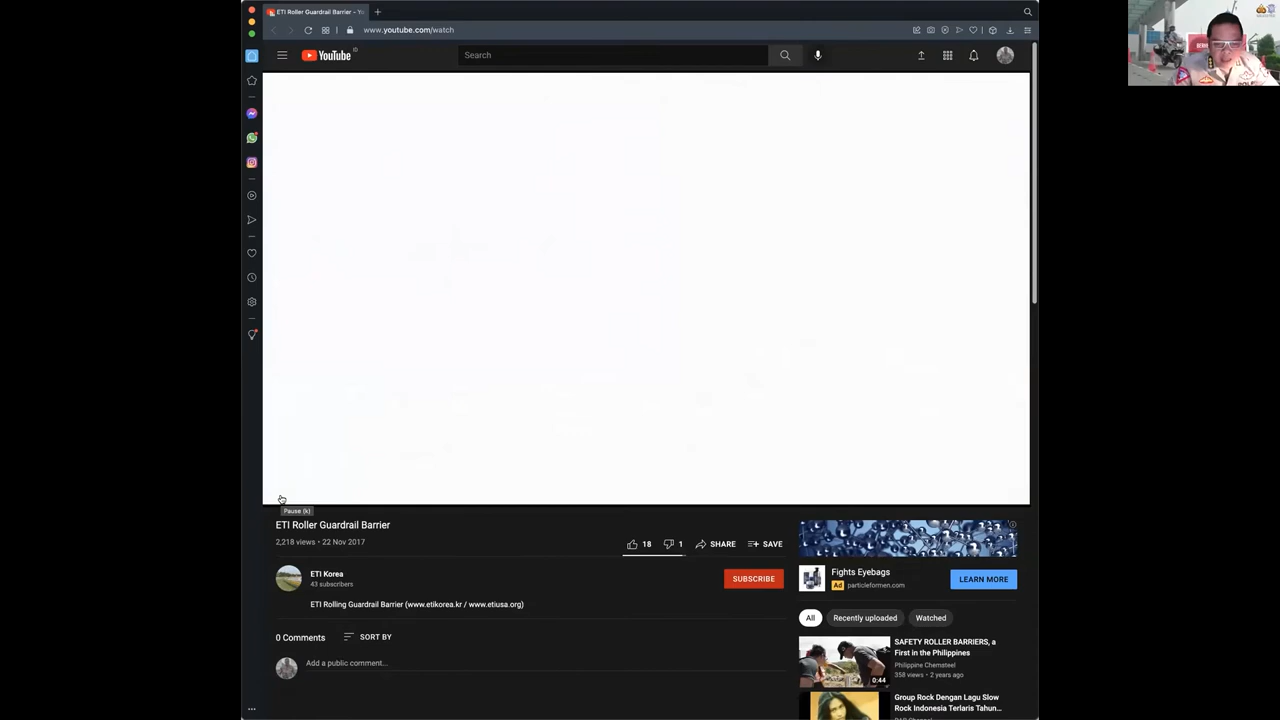 ETI Roller Guardrail Barrier - Yo
www.youtube.com/watch
YouTube ID
Search
Pause (k)
ETI Roller Guardrail Barrier
2,218 views • 22 Nov 2017
18
1
SHARE
SAVE
ETI Korea
43 subscribers
SUBSCRIBE
ETI Rolling Guardrail Barrier (www.etikorea.kr / www.etiusa.org)
0 Comments
SORT BY
Add a public comment...
Fights Eyebags
Ad particleformen.com
LEARN MORE
All
Recently uploaded
Watched
SAFETY ROLLER BARRIERS, a
First in the Philippines
Philippine Chemsteel
358 views • 2 years ago
0:44
Group Rock Dengan Lagu Slow
Rock Indonesia Terlaris Tahun...